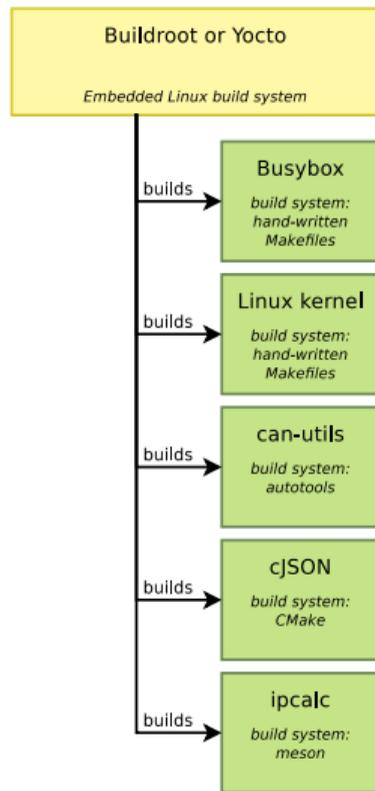 Buildroot or Yocto
Embedded Linux build system
builds
Busybox
build system:
hand-written
Makefiles
builds
Linux kernel
build system:
hand-written
Makefiles
builds
can-utils
build system:
autotools
builds
cJSON
build system:
CMake
builds
ipcalc
build system:
meson